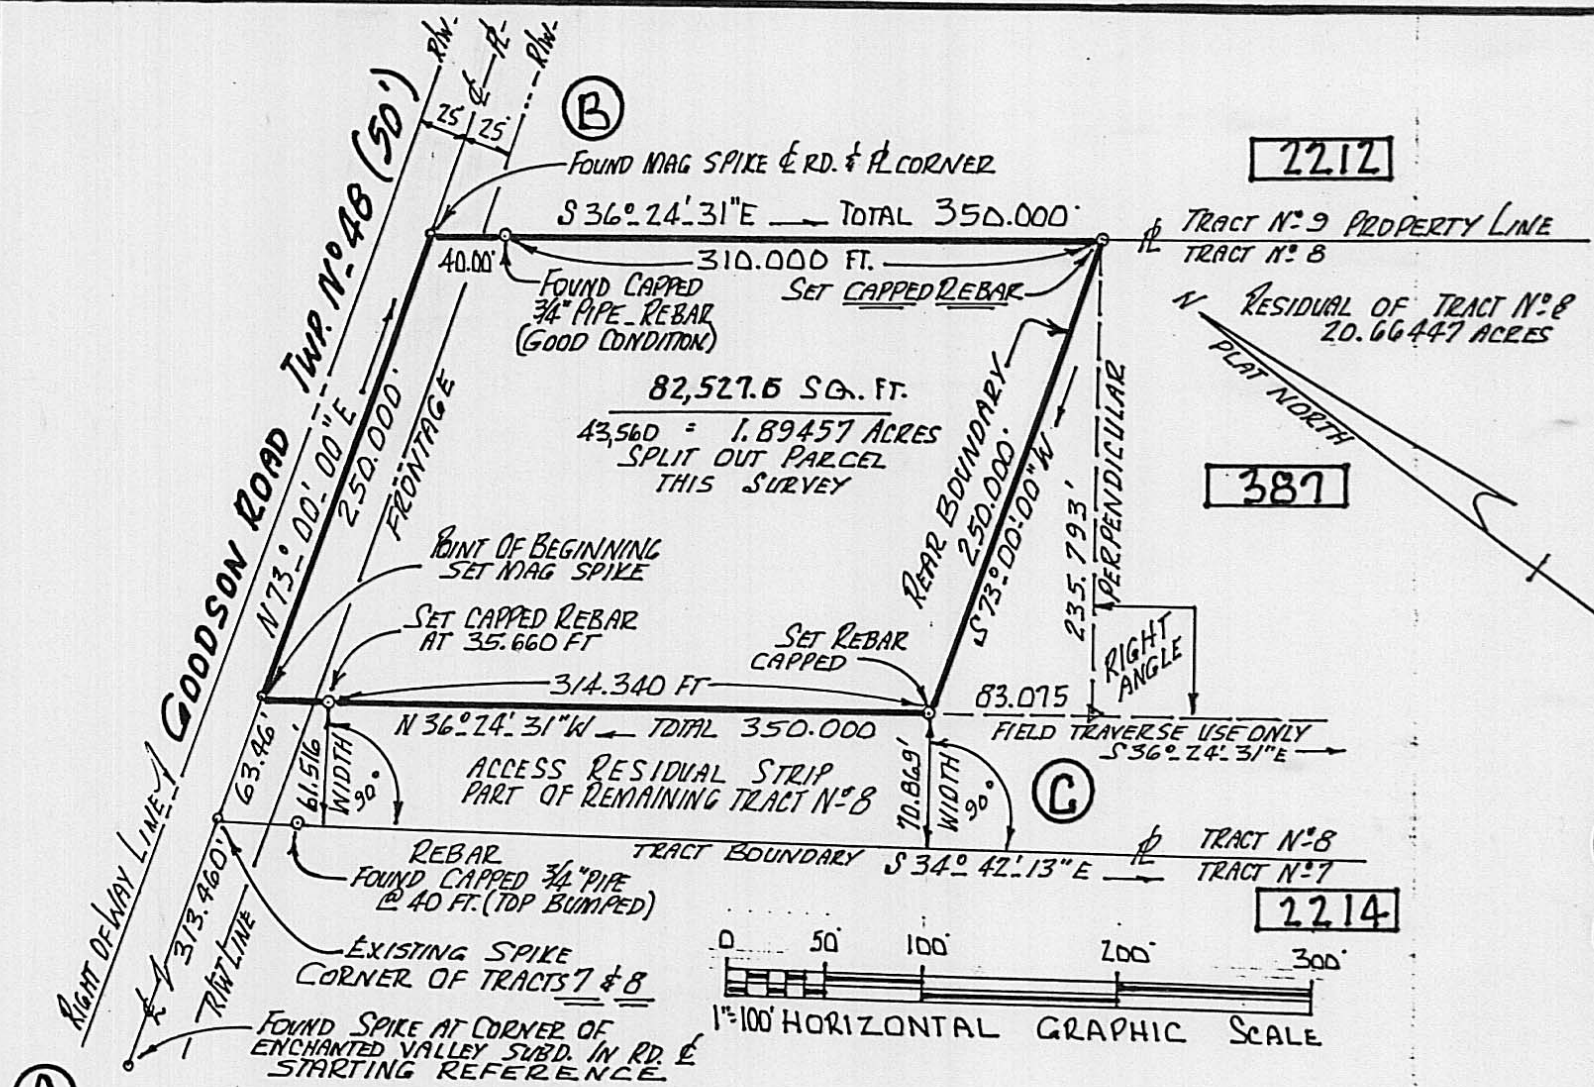 R/W-
℄ ⅊-
R/W-
25'
25'
B
FOUND MAG SPIKE ℄ RD. & ⅊ CORNER
S 36°-24'-31"E — TOTAL 350.000'
2212
⅊ TRACT Nº 9 PROPERTY LINE
TRACT Nº 8
40.00'
310.000 FT.
FOUND CAPPED
3/4" PIPE-REBAR
(GOOD CONDITION)
SET CAPPED REBAR
N
PLAT NORTH
RESIDUAL OF TRACT Nº 8
20.66447 ACRES
GOODSON ROAD TWP. Nº 48 (50')
N 73°-00'-00"E
250.000'
FRONTAGE
82,527.5 SQ. FT.
43,560 = 1.89457 ACRES
SPLIT OUT PARCEL
THIS SURVEY
REAR BOUNDARY
250.000'
S 73°-00'-00"W
235.793'
PERPENDICULAR
387
POINT OF BEGINNING
SET MAG SPIKE
SET CAPPED REBAR
AT 35.660 FT
SET REBAR
CAPPED
RIGHT
ANGLE
314.340 FT
83.075
N 36°-24'-31"W TOTAL 350.000
FIELD TRAVERSE USE ONLY
S 36°-24'-31"E
63.46'
61.516'
WIDTH
90°
ACCESS RESIDUAL STRIP
PART OF REMAINING TRACT Nº 8
70.869'
WIDTH
90°
C
RIGHT OF WAY LINE
313.460'
R/W LINE
℄
REBAR
FOUND CAPPED 3/4" PIPE
@ 40 FT. (TOP BUMPED)
TRACT BOUNDARY S 34°-42'-13"E
⅊ TRACT Nº 8
TRACT Nº 7
2214
EXISTING SPIKE
CORNER OF TRACTS 7 & 8
FOUND SPIKE AT CORNER OF
ENCHANTED VALLEY SUBD. IN RD. ℄
STARTING REFERENCE
0 50' 100' 200' 300'
1"=100' HORIZONTAL GRAPHIC SCALE
A